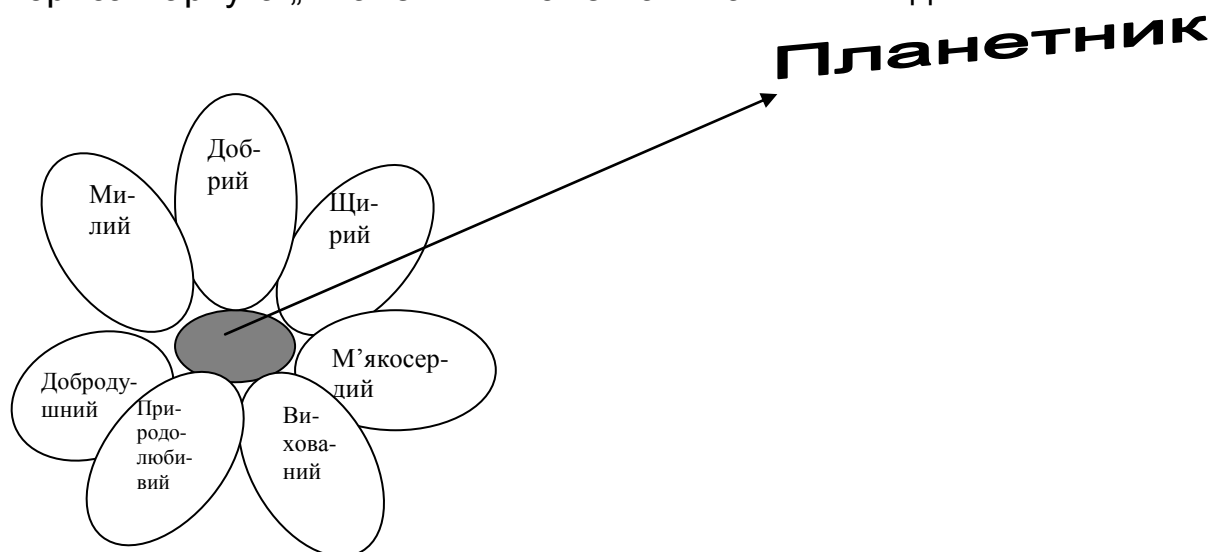 Планетник
Доб-
рий
Ми-
лий
Щи-
рий
М’якосер-
дий
Доброду-
шний
При-
родо-
люби-
вий
Ви-
хова-
ний